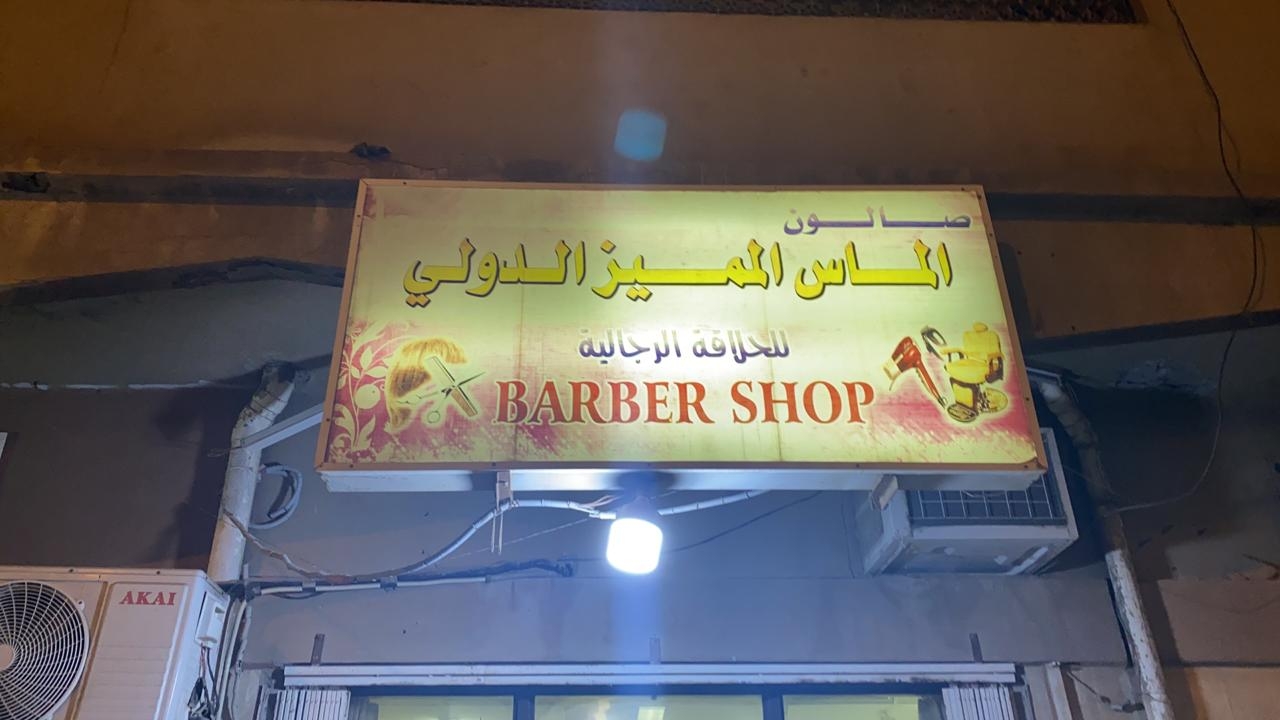 صالون
الماس المميز الدولي
للحلاقة الرجالية
BARBER SHOP
AKAI